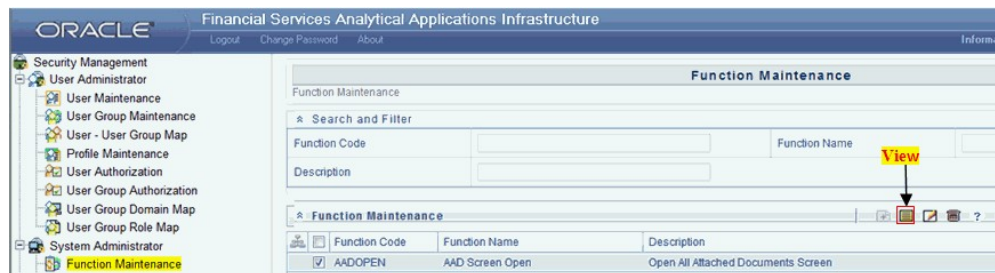 ORACLE®
Financial Services Analytical Applications Infrastructure
Logout Change Password About
Security Management
User Administrator
User Maintenance
User Group Maintenance
User - User Group Map
Profile Maintenance
User Authorization
User Group Authorization
User Group Domain Map
User Group Role Map
System Administrator
Function Maintenance
Function Maintenance
Function Maintenance
Search and Filter
Function Code Function Name
Description
View
Function Maintenance ?
Function Code Function Name Description
AADOPEN AAD Screen Open Open All Attached Documents Screen